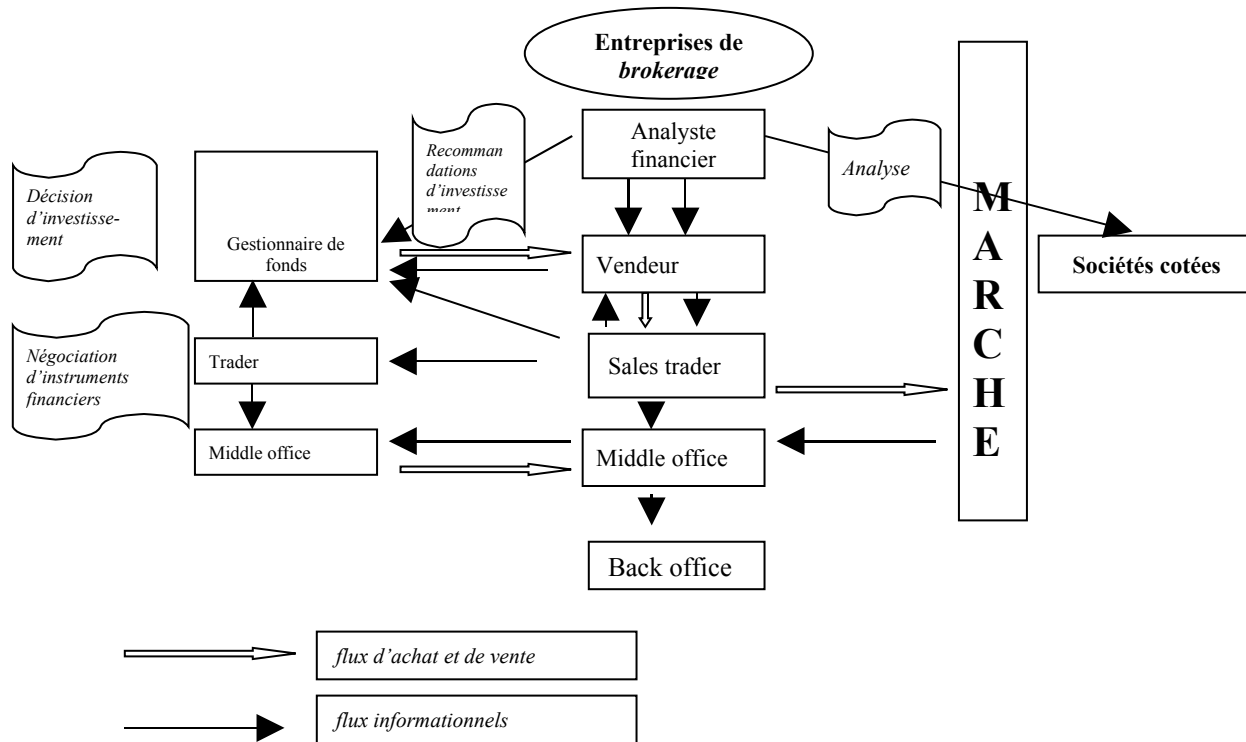 Entreprises de
brokerage
Analyste
financier
Recomman
dations
d'investisse
ment.
Analyse
Décision
d'investisse-
ment
Gestionnaire de
fonds
Vendeur
Sociétés cotées
M
A
R
C
H
E
Négociation
d'instruments
financiers
Trader
Sales trader
Middle office
Middle office
Back office
flux d'achat et de vente
flux informationnels